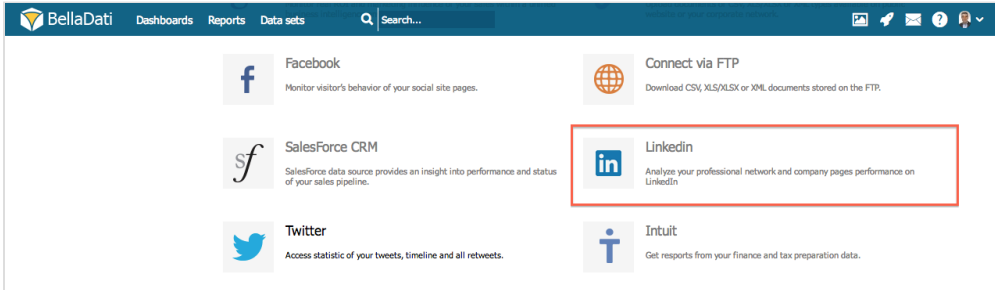 BellaDati Dashboards Reports Data sets Search...
Facebook
Monitor visitor's behavior of your social site pages.
Connect via FTP
Download CSV, XLS/XLSX or XML documents stored on the FTP.
SalesForce CRM
SalesForce data source provides an insight into performance and status
of your sales pipeline.
Linkedin
Analyze your professional network and company pages performance on
LinkedIn
Twitter
Access statistic of your tweets, timeline and all retweets.
Intuit
Get resports from your finance and tax preparation data.